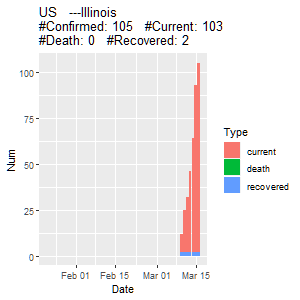 US   ---Illinois
#Confirmed: 105   #Current: 103
#Death: 0   #Recovered: 2
Num
100
75
50
25
0
Feb 01
Feb 15
Mar 01
Mar 15
Date
Type
current
death
recovered